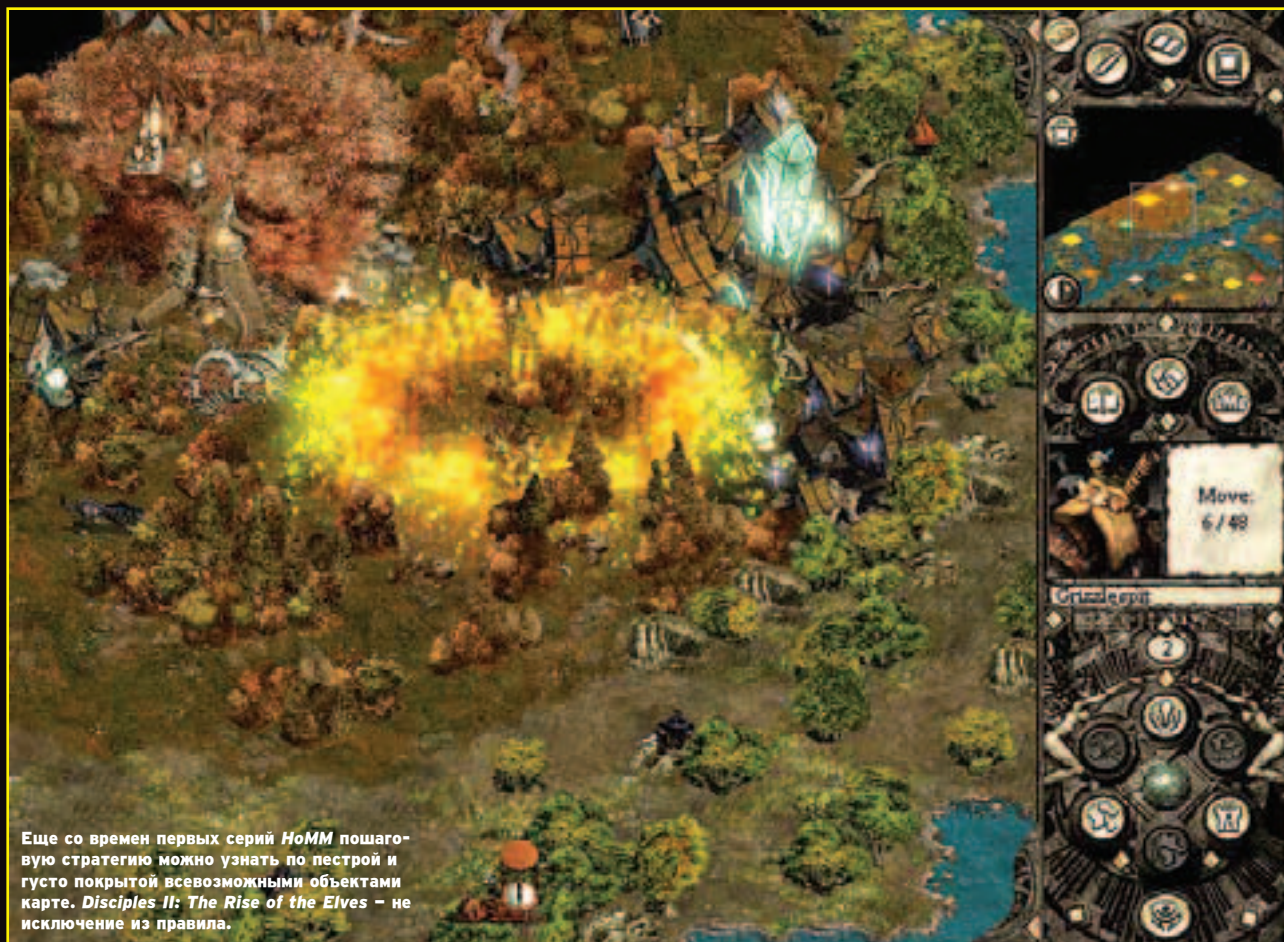 Move:
6/48
Grizzlespit
2
Еще со времен первых серий HoMM пошаго-
вую стратегию можно узнать по пестрой и
густо покрытой всевозможными объектами
карте. Disciples II: The Rise of the Elves – не
исключение из правила.